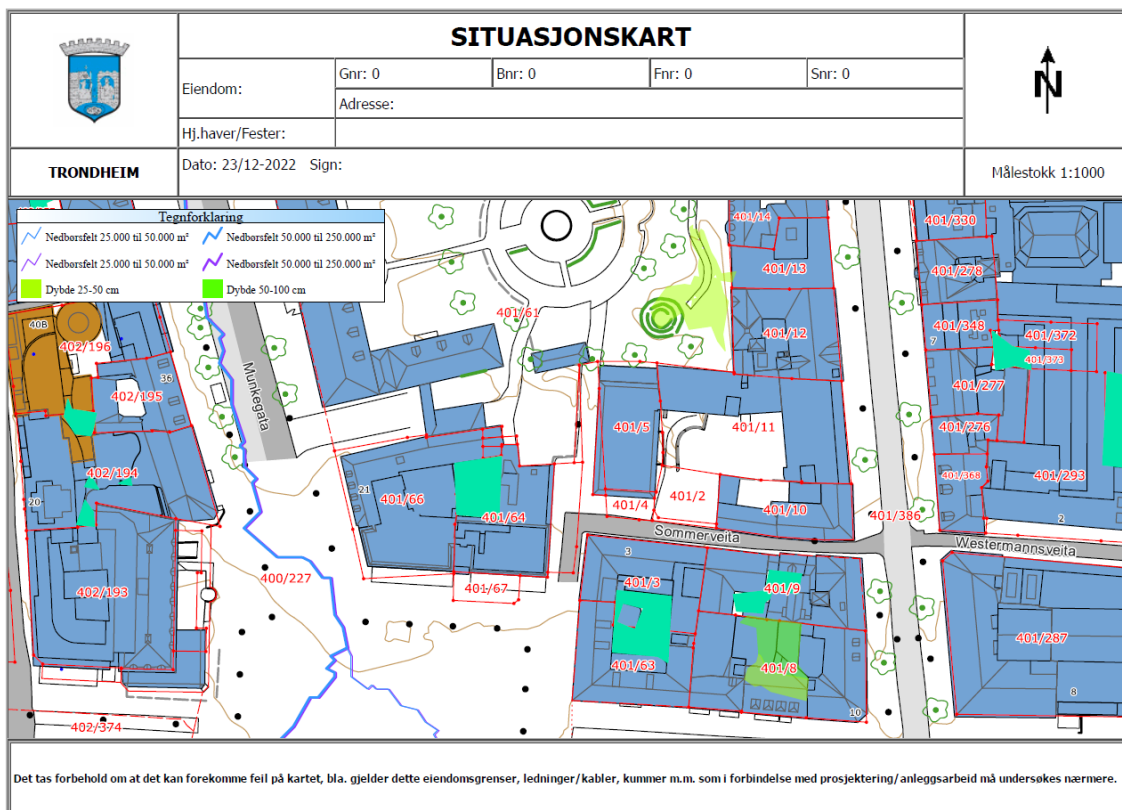 SITUASJONSKART
Eiendom:
Gnr: 0
Bnr: 0
Fnr: 0
Snr: 0
Adresse:
Hj.haver/Fester:
N
TRONDHEIM
Dato: 23/12-2022 Sign:
Målestokk 1:1000
Tegnforklaring
Nedbørsfelt 25.000 til 50.000 m² Nedbørsfelt 50.000 til 250.000 m²
Nedbørsfelt 25.000 til 50.000 m² Nedbørsfelt 50.000 til 250.000 m²
Dybde 25-50 cm Dybde 50-100 cm
401/14
401/330
401/13
401/278
401/61
40B
402/196
401/12
401/348
7
401/372
401/373
36
Munkegata
402/195
401/277
401/5
401/11
401/276
402/194
401/293
401/368
20
21
401/66
401/2
401/64
401/4
401/10
401/386
2
Sommerveita
Westermannsveita
3
400/227
401/67
401/3
401/9
402/193
401/287
401/63
401/8
8
10
402/374
Det tas forbehold om at det kan forekomme feil på kartet, bla. gjelder dette eiendomsgrenser, ledninger/kabler, kummer m.m. som i forbindelse med prosjektering/anleggsarbeid må undersøkes nærmere.